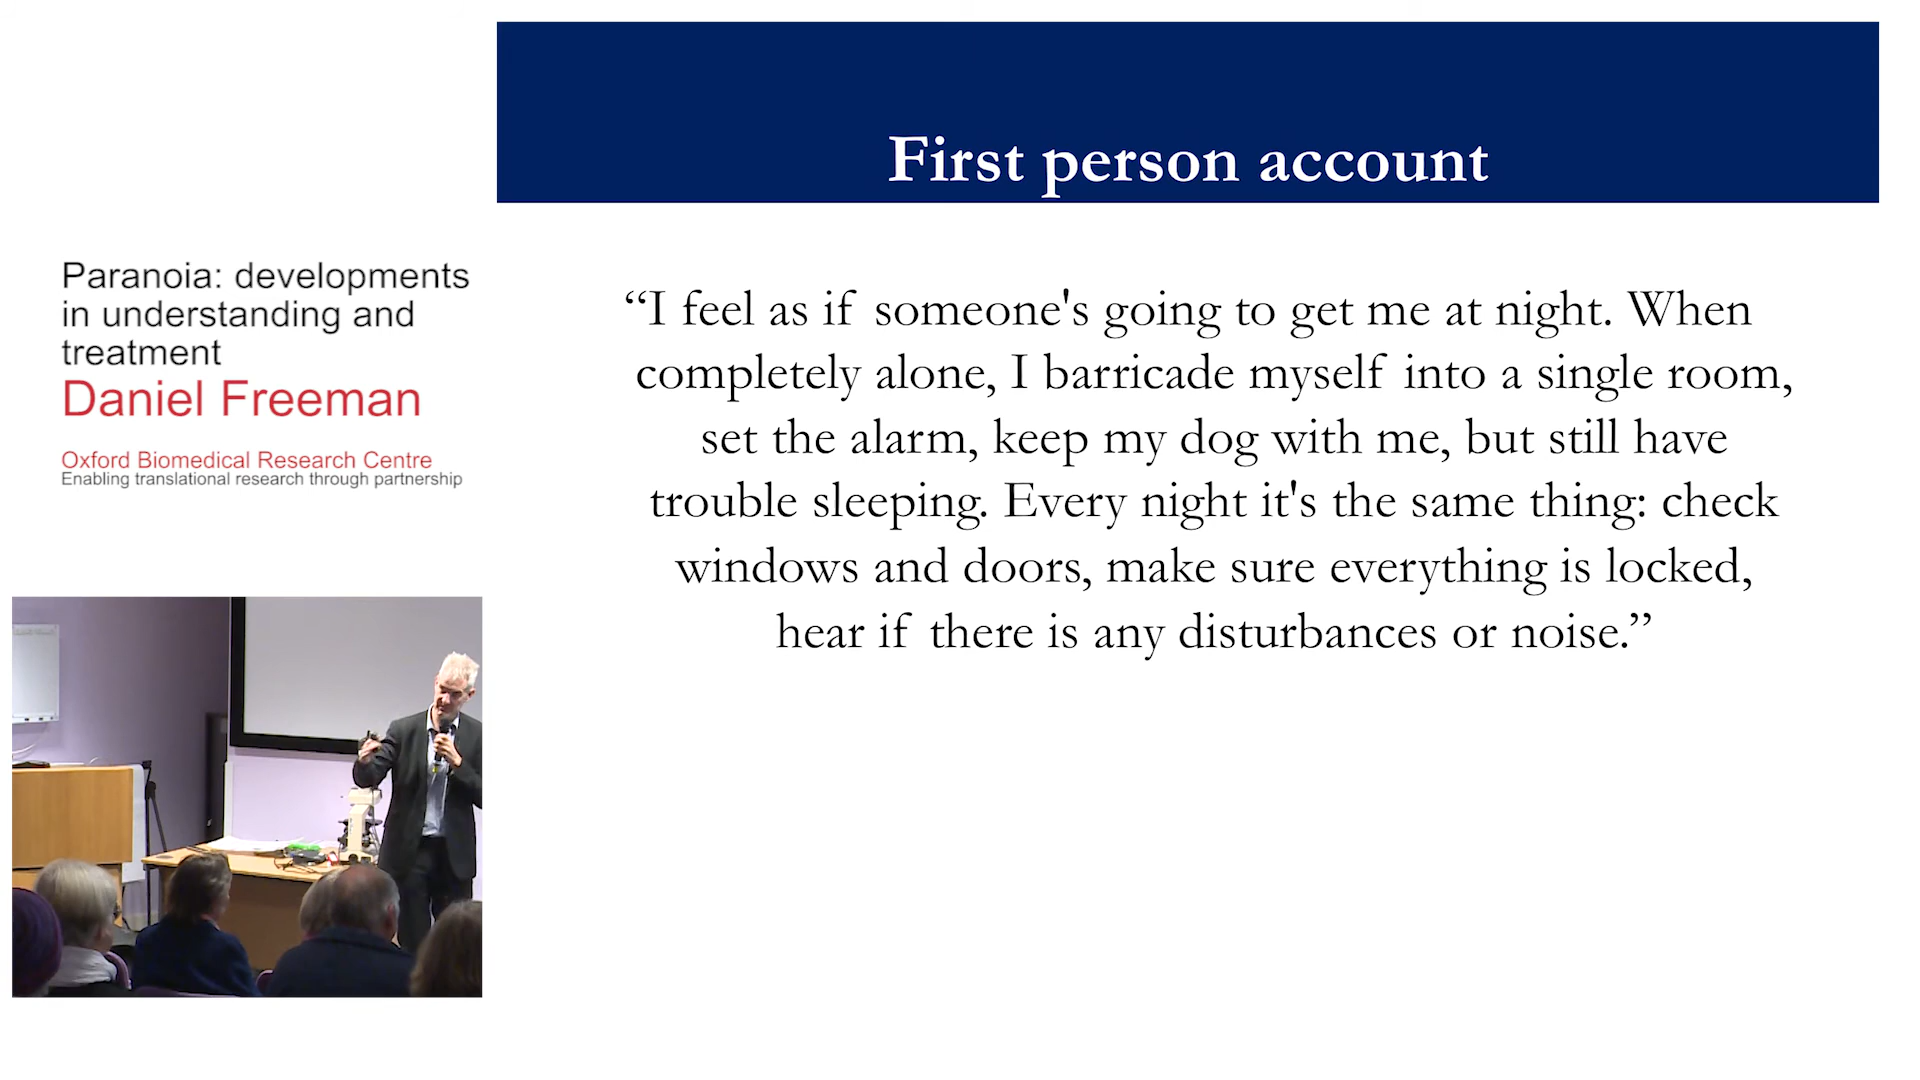 First person account
Paranoia: developments
in understanding and
treatment
Daniel Freeman
Oxford Biomedical Research Centre
Enabling translational research through partnership
“I feel as if someone's going to get me at night. When
completely alone, I barricade myself into a single room,
set the alarm, keep my dog with me, but still have
trouble sleeping. Every night it's the same thing: check
windows and doors, make sure everything is locked,
hear if there is any disturbances or noise.”